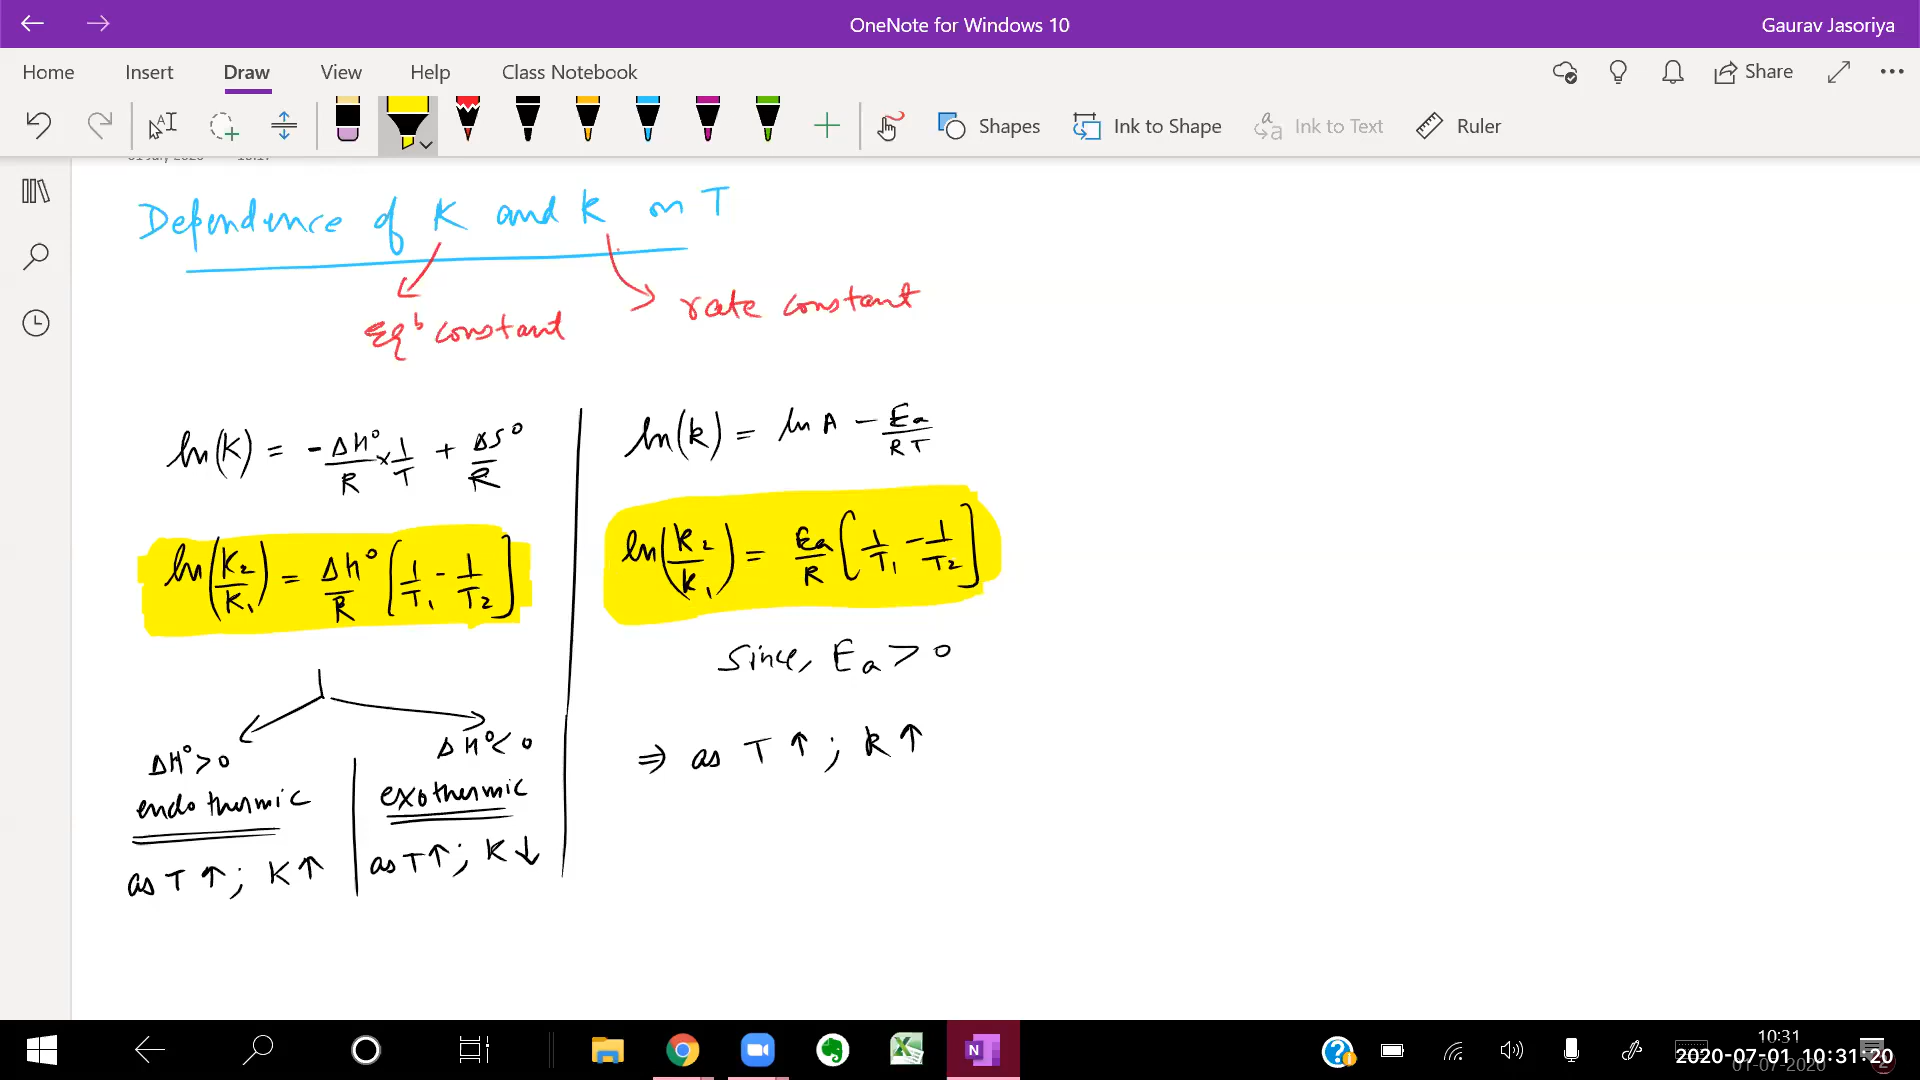 OneNote for Windows 10
Gaurav Jasoriya
Home Insert Draw View Help Class Notebook
Share
Shapes Ink to Shape Ink to Text Ruler
Dependence of K and k on T
Eqᵇ constant
rate constant
ln(K) = -ΔH°/R × 1/T + ΔS°/R
ln(K₂/K₁) = ΔH°/R [1/T₁ - 1/T₂]
ΔH° > 0
endothermic
as T ↑; K ↑
ΔH° < 0
exothermic
as T ↑; K ↓
ln(k) = ln A - Ea/RT
ln(k₂/k₁) = Ea/R [1/T₁ - 1/T₂]
Since, Ea > 0
⇒ as T ↑; k ↑
10:31
2020-07-01 10:31:20
01-07-2020